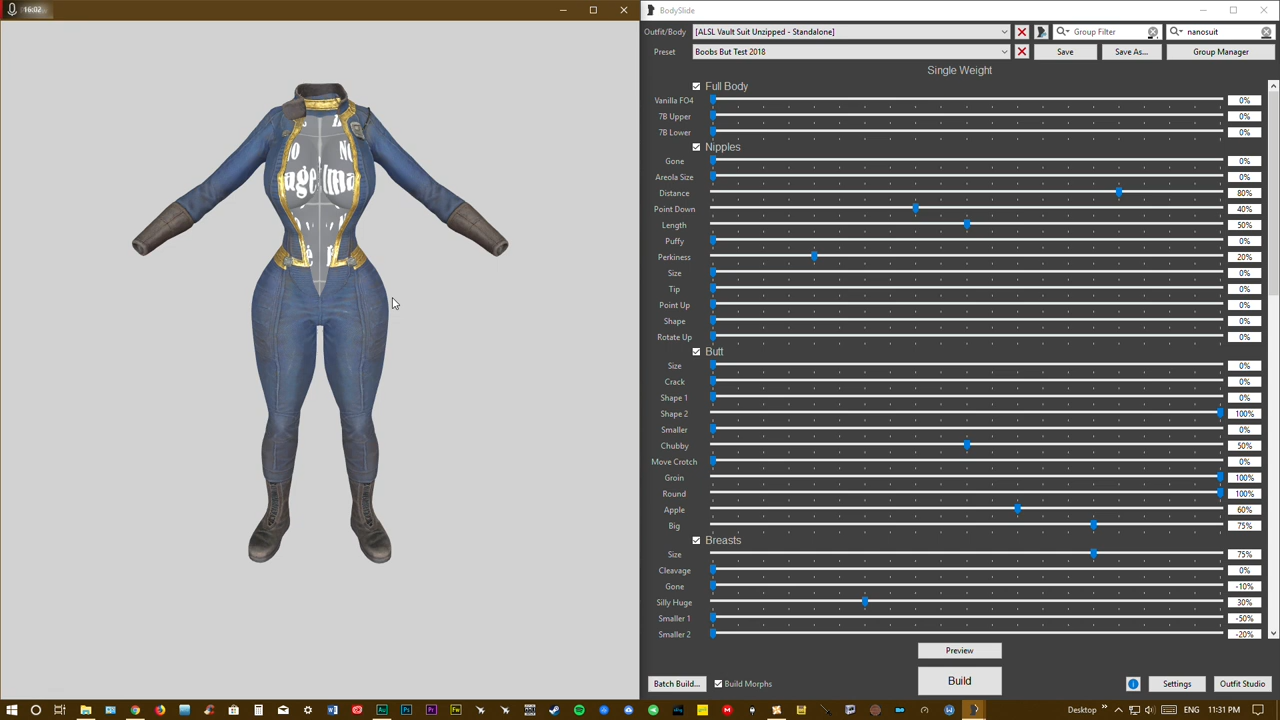 16:02
BodySlide
Outfit/Body [ALSL Vault Suit Unzipped - Standalone] Group Filter nanosuit
Preset Boobs But Test 2018 Save Save As... Group Manager
Single Weight
Full Body
Vanilla FO4 0%
7B Upper 0%
7B Lower 0%
Nipples
Gone 0%
Areola Size 0%
Distance 80%
Point Down 40%
Length 50%
Puffy 0%
Perkiness 20%
Size 0%
Tip 0%
Point Up 0%
Shape 0%
Rotate Up 0%
Butt
Size 0%
Crack 0%
Shape 1 0%
Shape 2 100%
Smaller 0%
Chubby 50%
Move Crotch 0%
Groin 100%
Round 100%
Apple 60%
Big 75%
Breasts
Size 75%
Cleavage 0%
Gone -10%
Silly Huge 30%
Smaller 1 -50%
Smaller 2 -20%
Preview
Batch Build... Build Morphs Build Settings Outfit Studio
Desktop ENG 11:31 PM